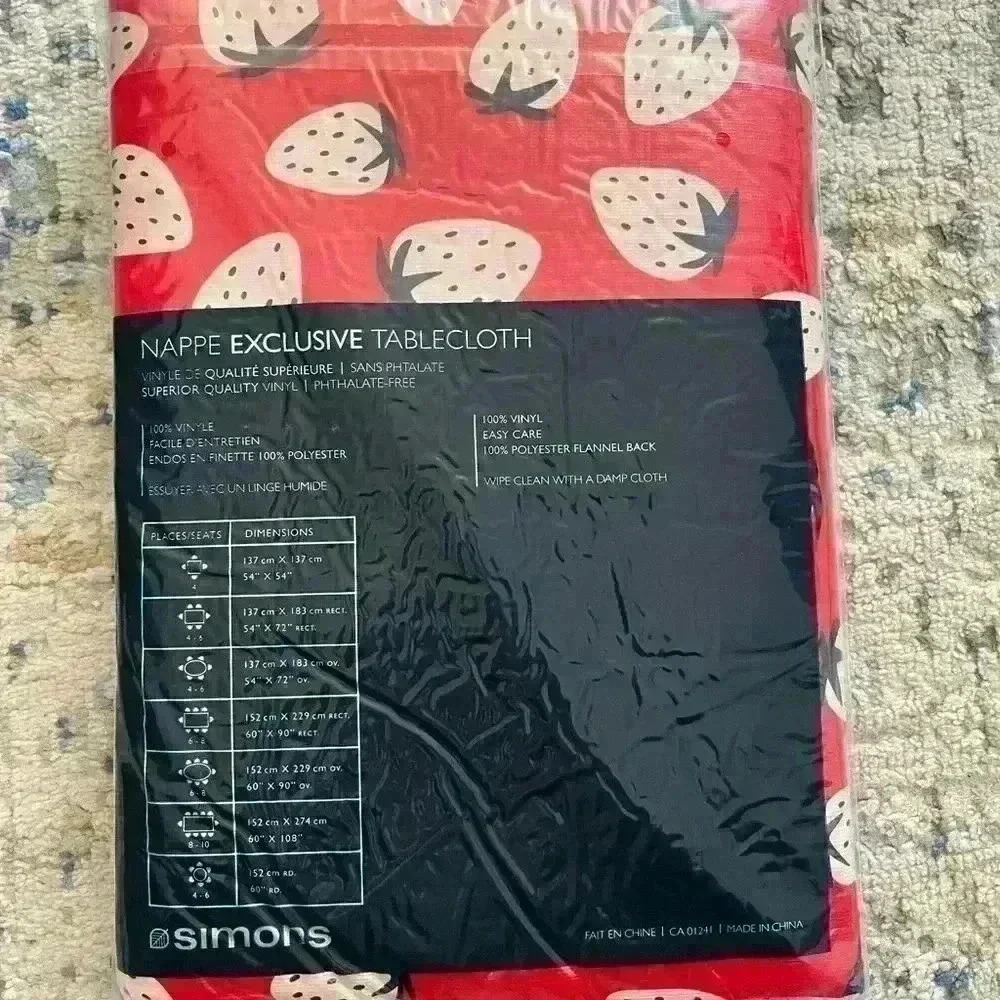 NAPPE EXCLUSIVE TABLECLOTH
VINYLE DE QUALITÉ SUPÉRIEURE | SANS PHTALATE
SUPERIOR QUALITY VINYL | PHTHALATE-FREE
100% VINYLE
FACILE D'ENTRETIEN
ENDOS EN FINETTE 100% POLYESTER
ESSUYER AVEC UN LINGE HUMIDE
100% VINYL
EASY CARE
100% POLYESTER FLANNEL BACK
WIPE CLEAN WITH A DAMP CLOTH
PLACES/SEATS DIMENSIONS
4
137 cm X 137 cm
54" X 54"
4 - 6
137 cm X 183 cm RECT.
54" X 72" RECT.
4 - 6
137 cm X 183 cm OV.
54" X 72" OV.
6 - 8
152 cm X 229 cm RECT.
60" X 90" RECT.
6 - 8
152 cm X 229 cm OV.
60" X 90" OV.
8 - 10
152 cm X 274 cm
60" X 108"
4 - 6
152 cm RD.
60" RD.
simons
FAIT EN CHINE | CA 01241 | MADE IN CHINA